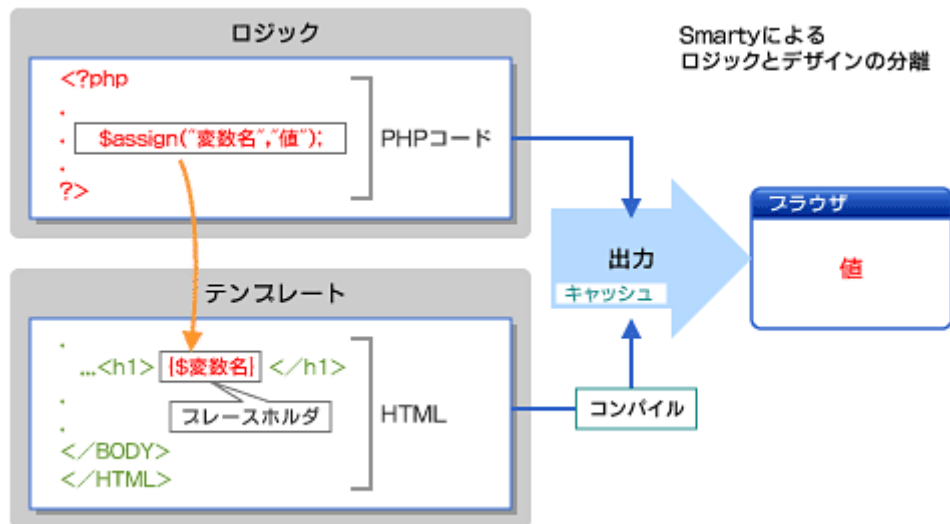 ロジック
<?php
.
. $assign("変数名","値");
.
?>
PHPコード
Smartyによる
ロジックとデザインの分離
出力
キャッシュ
ブラウザ
値
テンプレート
.
...<h1> {$変数名} </h1>
.
プレースホルダ
.
</BODY>
</HTML>
HTML
コンパイル